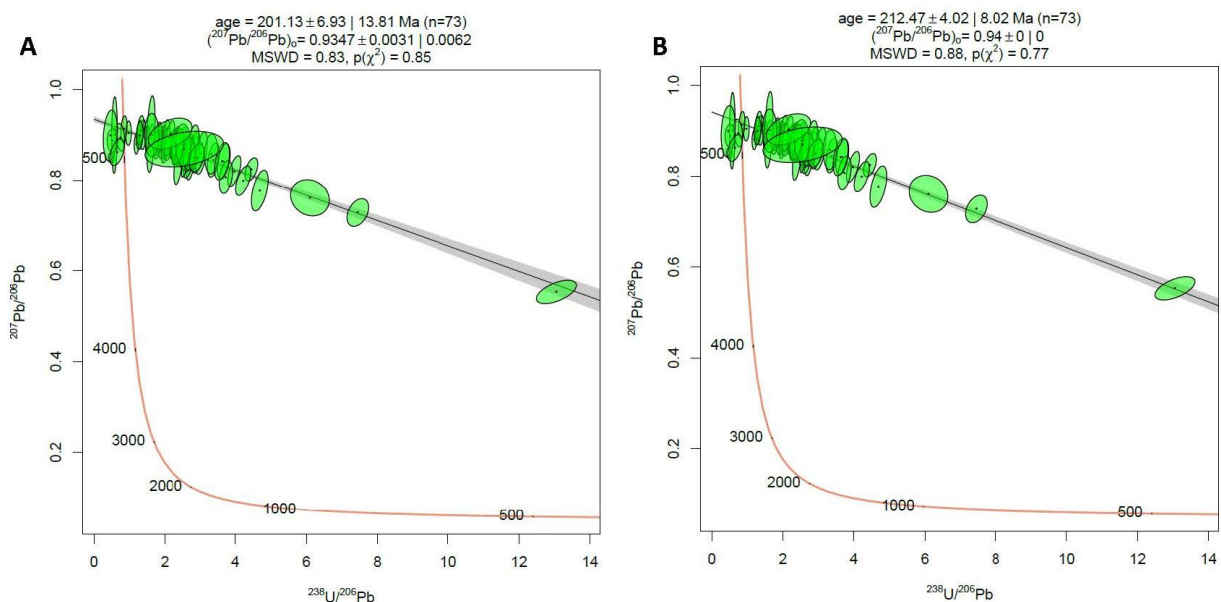 A
age = 201.13 ± 6.93 | 13.81 Ma (n=73)
(²⁰⁷Pb/²⁰⁶Pb)ₒ= 0.9347 ± 0.0031 | 0.0062
MSWD = 0.83, p(χ²) = 0.85
1.0
0.8
0.6
0.4
0.2
²⁰⁷Pb/²⁰⁶Pb
5000
4000
3000
2000
1000
500
0 2 4 6 8 10 12 14
²³⁸U/²⁰⁶Pb
B
age = 212.47 ± 4.02 | 8.02 Ma (n=73)
(²⁰⁷Pb/²⁰⁶Pb)ₒ= 0.94 ± 0 | 0
MSWD = 0.88, p(χ²) = 0.77
1.0
0.8
0.6
0.4
0.2
²⁰⁷Pb/²⁰⁶Pb
5000
4000
3000
2000
1000
500
0 2 4 6 8 10 12 14
²³⁸U/²⁰⁶Pb